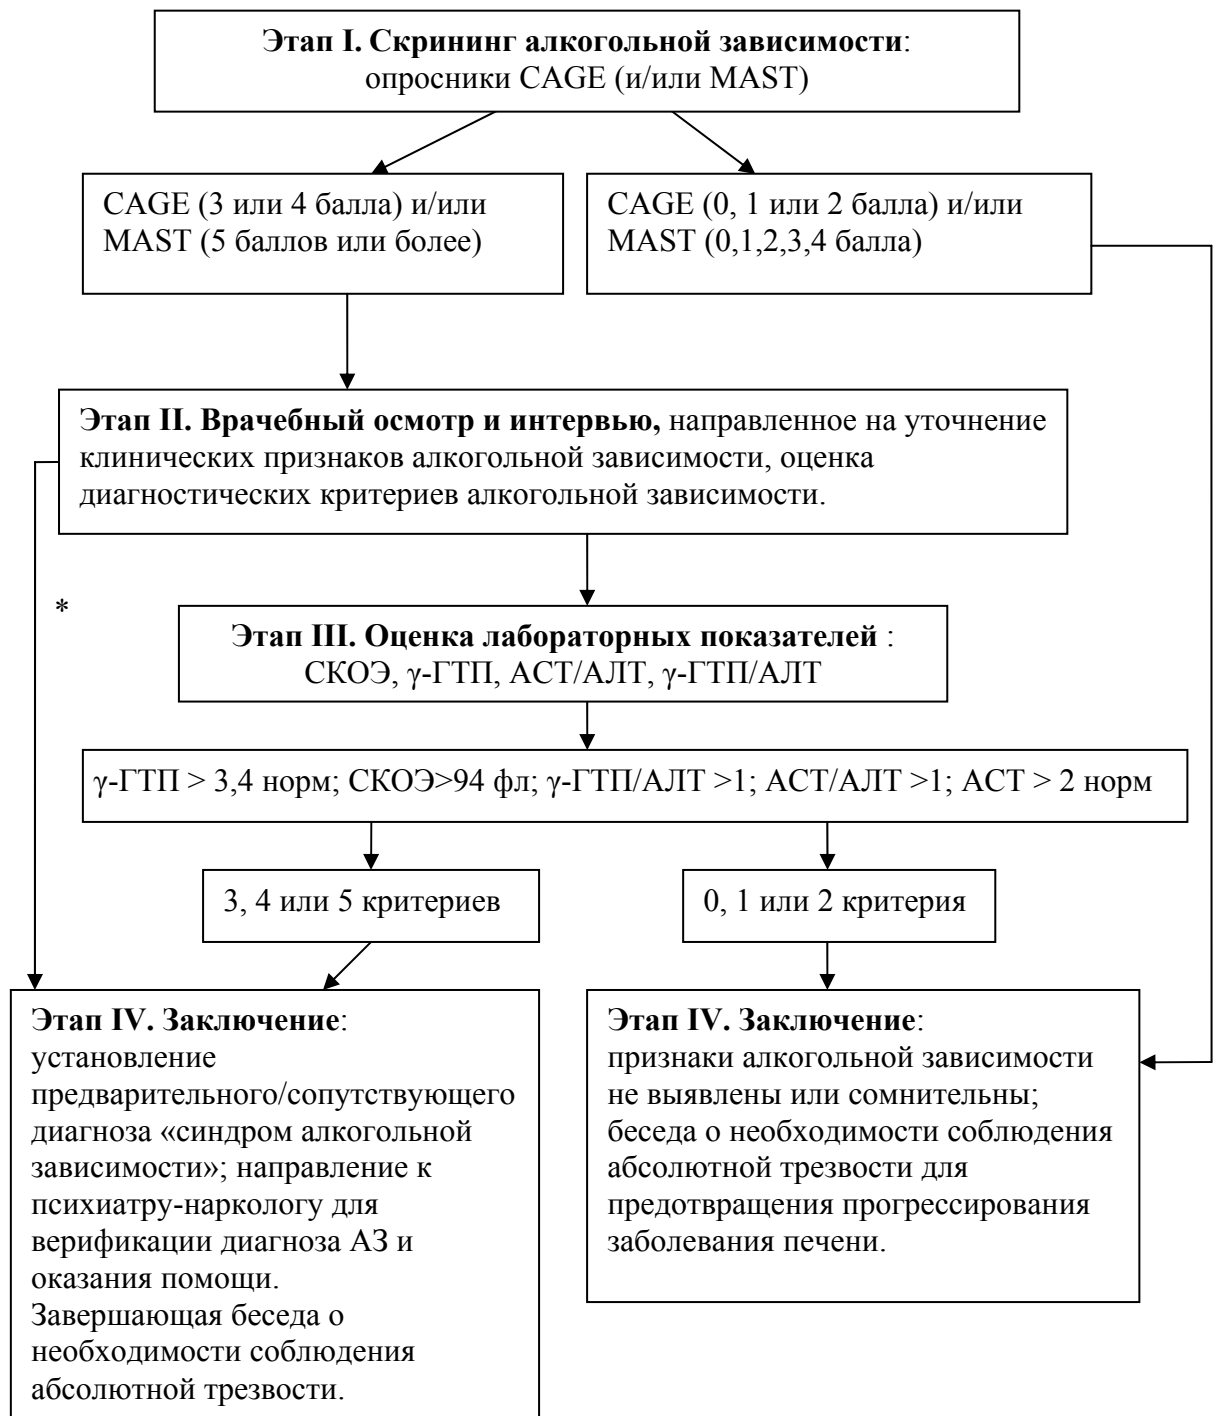 Этап I. Скрининг алкогольной зависимости:
опросники CAGE (и/или MAST)
CAGE (3 или 4 балла) и/или
MAST (5 баллов или более)
CAGE (0, 1 или 2 балла) и/или
MAST (0,1,2,3,4 балла)
Этап II. Врачебный осмотр и интервью, направленное на уточнение
клинических признаков алкогольной зависимости, оценка
диагностических критериев алкогольной зависимости.
*
Этап III. Оценка лабораторных показателей :
СКОЭ, γ-ГТП, АСТ/АЛТ, γ-ГТП/АЛТ
γ-ГТП > 3,4 норм; СКОЭ>94 фл; γ-ГТП/АЛТ >1; АСТ/АЛТ >1; АСТ > 2 норм
3, 4 или 5 критериев
0, 1 или 2 критерия
Этап IV. Заключение:
установление
предварительного/сопутствующего
диагноза «синдром алкогольной
зависимости»; направление к
психиатру-наркологу для
верификации диагноза АЗ и
оказания помощи.
Завершающая беседа о
необходимости соблюдения
абсолютной трезвости.
Этап IV. Заключение:
признаки алкогольной зависимости
не выявлены или сомнительны;
беседа о необходимости соблюдения
абсолютной трезвости для
предотвращения прогрессирования
заболевания печени.